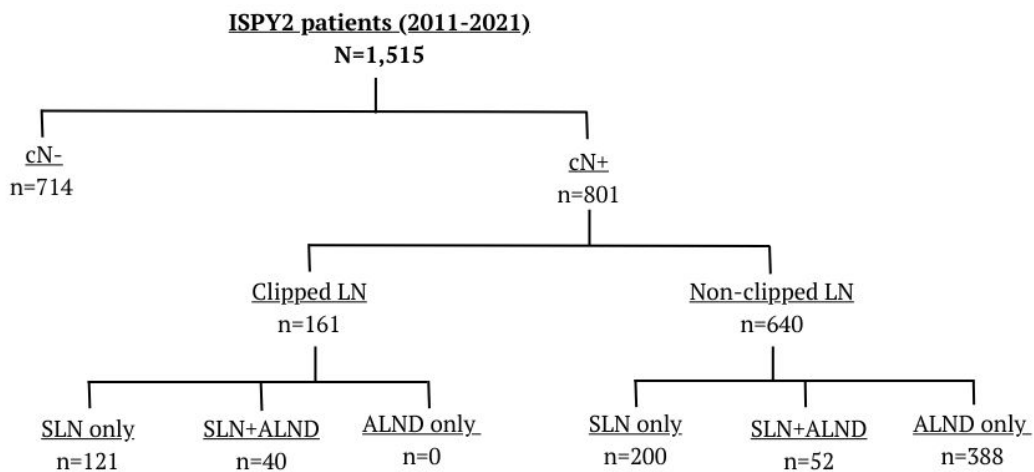 ISPY2 patients (2011-2021)
N=1,515
cN-
n=714
cN+
n=801
Clipped LN
n=161
Non-clipped LN
n=640
SLN only
n=121
SLN+ALND
n=40
ALND only
n=0
SLN only
n=200
SLN+ALND
n=52
ALND only
n=388